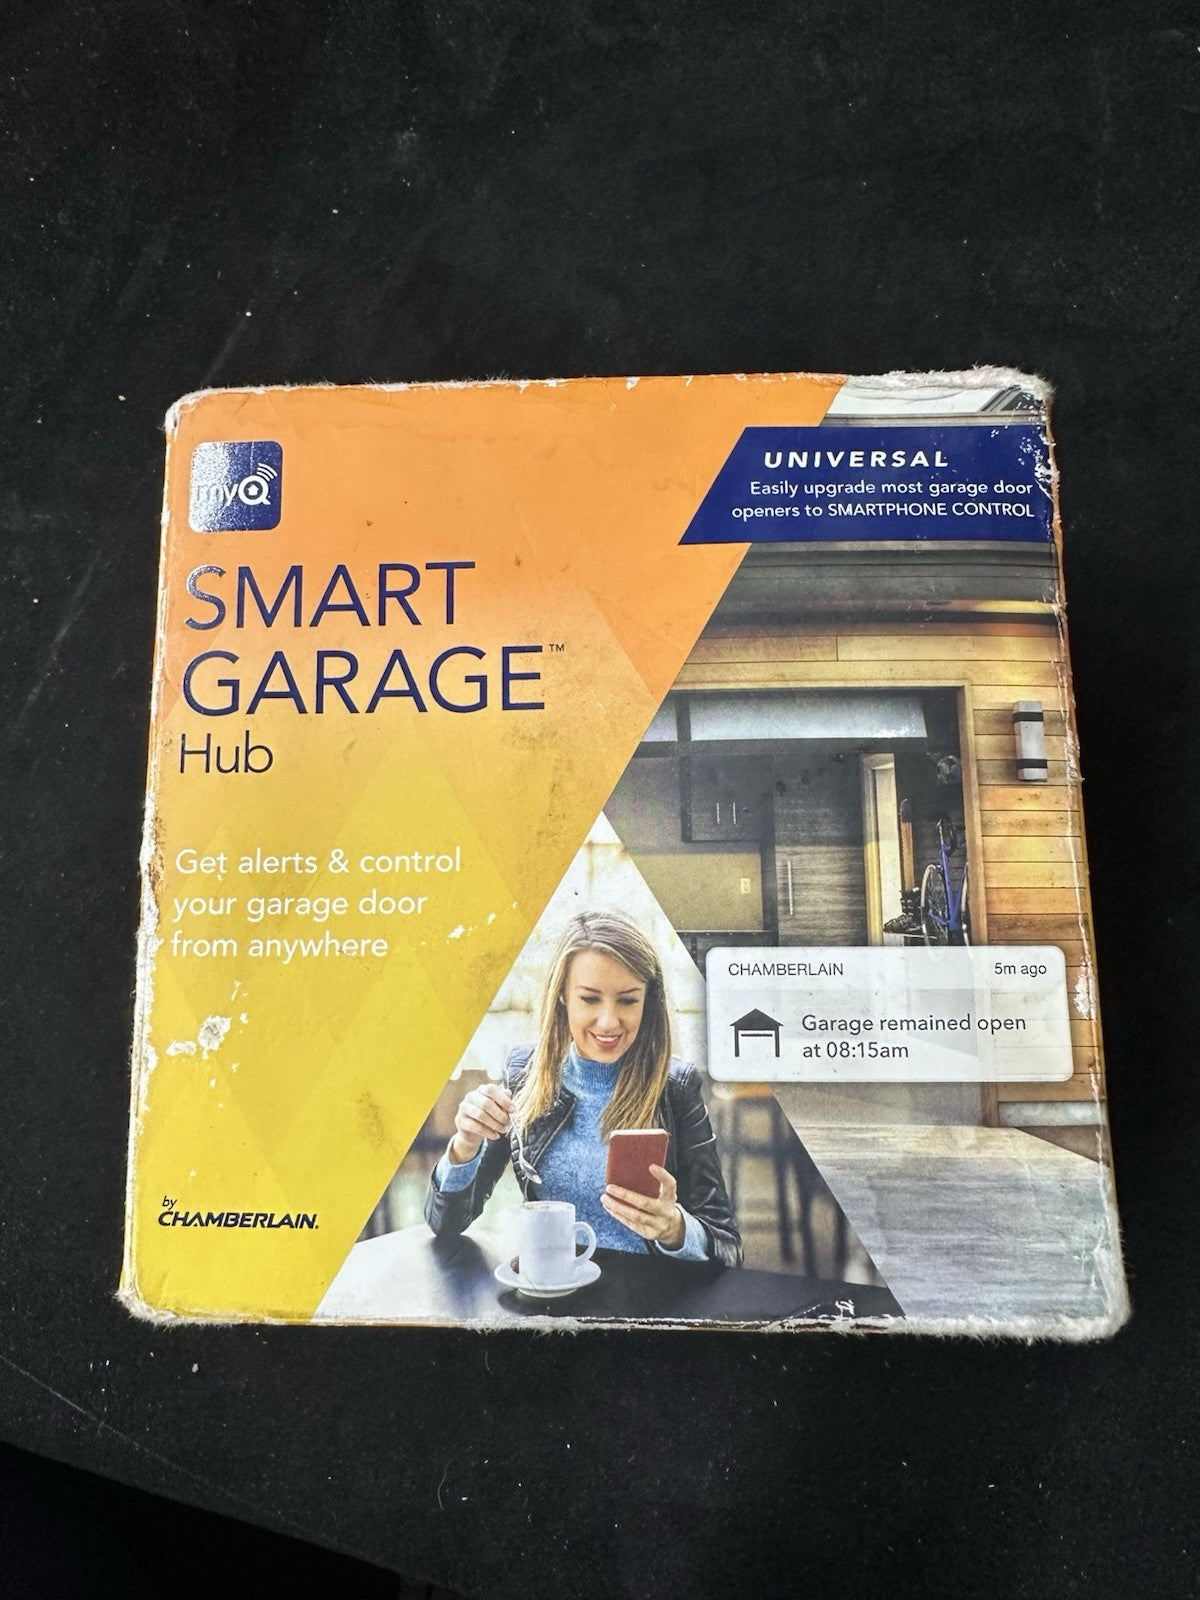 myQ
UNIVERSAL
Easily upgrade most garage door
openers to SMARTPHONE CONTROL
SMART
GARAGE™
Hub
Get alerts & control
your garage door
from anywhere
CHAMBERLAIN 5m ago
Garage remained open
at 08:15am
by
CHAMBERLAIN.